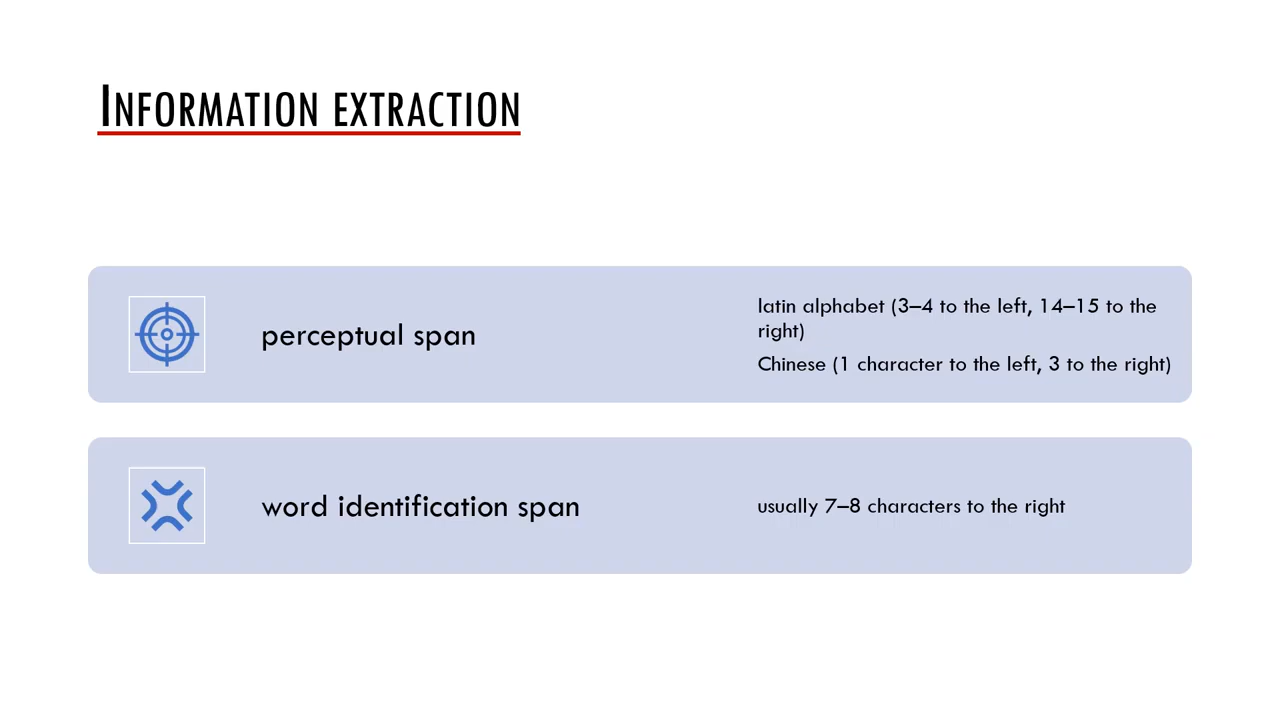 INFORMATION EXTRACTION
perceptual span
latin alphabet (3–4 to the left, 14–15 to the
right)
Chinese (1 character to the left, 3 to the right)
word identification span
usually 7–8 characters to the right